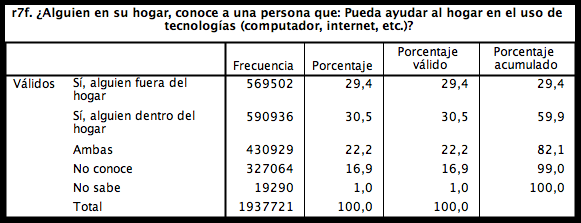 r7f. ¿Alguien en su hogar, conoce a una persona que: Pueda ayudar al hogar en el uso de
tecnologías (computador, internet, etc.)?
Frecuencia Porcentaje Porcentaje válido Porcentaje acumulado
Válidos Sí, alguien fuera del hogar 569502 29,4 29,4 29,4
Sí, alguien dentro del hogar 590936 30,5 30,5 59,9
Ambas 430929 22,2 22,2 82,1
No conoce 327064 16,9 16,9 99,0
No sabe 19290 1,0 1,0 100,0
Total 1937721 100,0 100,0